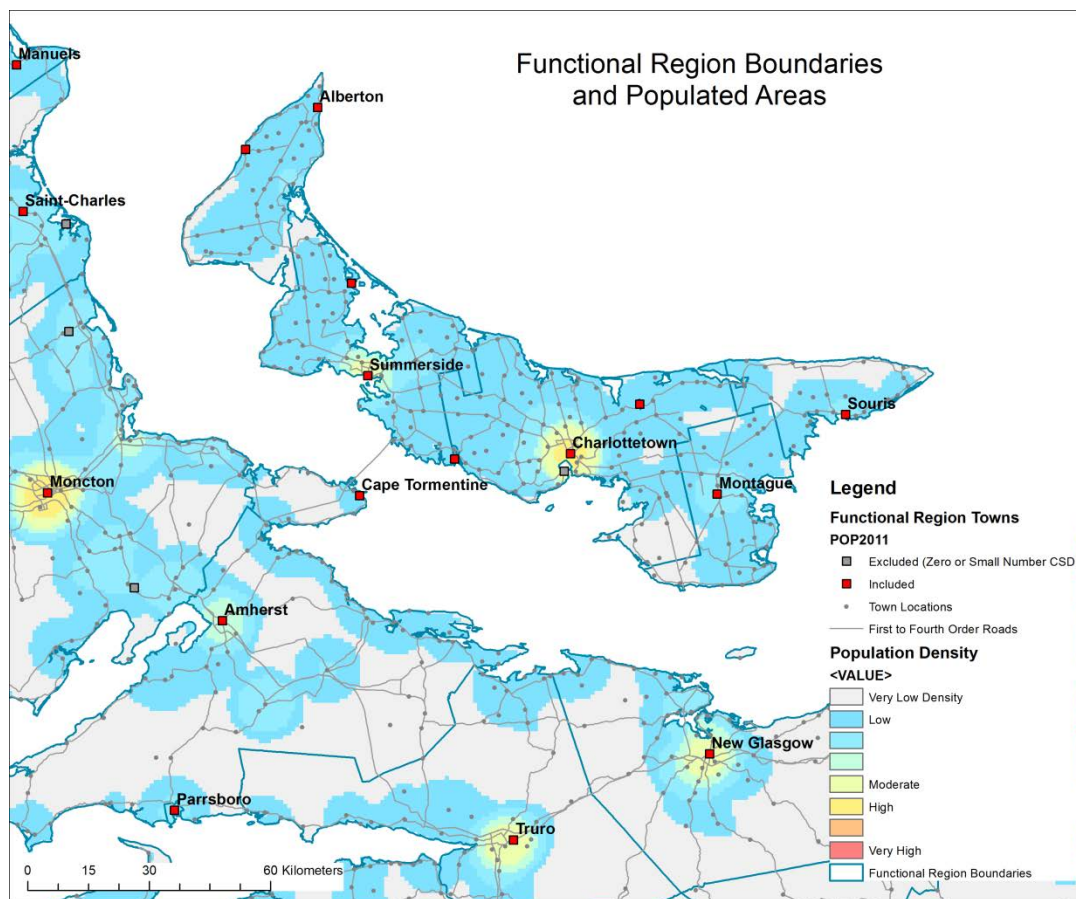 Functional Region Boundaries
and Populated Areas
Manuels
Alberton
Saint-Charles
Summerside
Souris
Charlottetown
Moncton
Cape Tormentine
Montague
Amherst
New Glasgow
Parrsboro
Truro
0 15 30 60 Kilometers
Legend
Functional Region Towns
POP2011
Excluded (Zero or Small Number CSD
Included
Town Locations
First to Fourth Order Roads
Population Density
<VALUE>
Very Low Density
Low
Moderate
High
Very High
Functional Region Boundaries